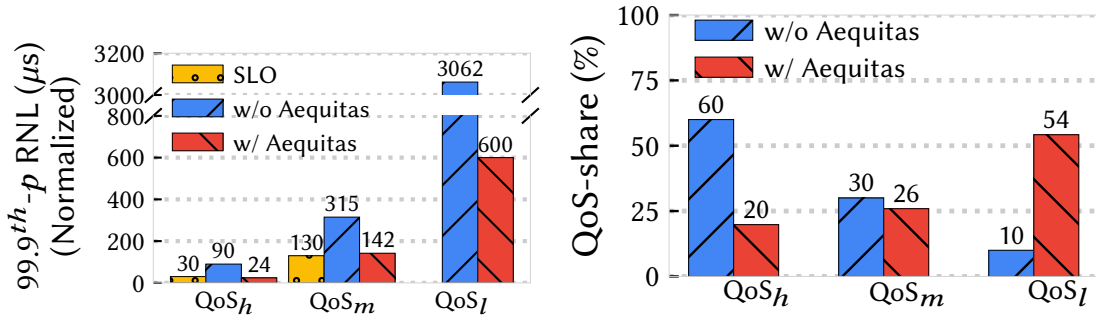 99.9th-p RNL (μs)
(Normalized)
3200
3000
800
600
400
200
0
SLO
w/o Aequitas
w/ Aequitas
30
90
24
130
315
142
3062
600
QoSh
QoSm
QoSl
QoS-share (%)
100
75
50
25
0
w/o Aequitas
w/ Aequitas
60
20
30
26
10
54
QoSh
QoSm
QoSl